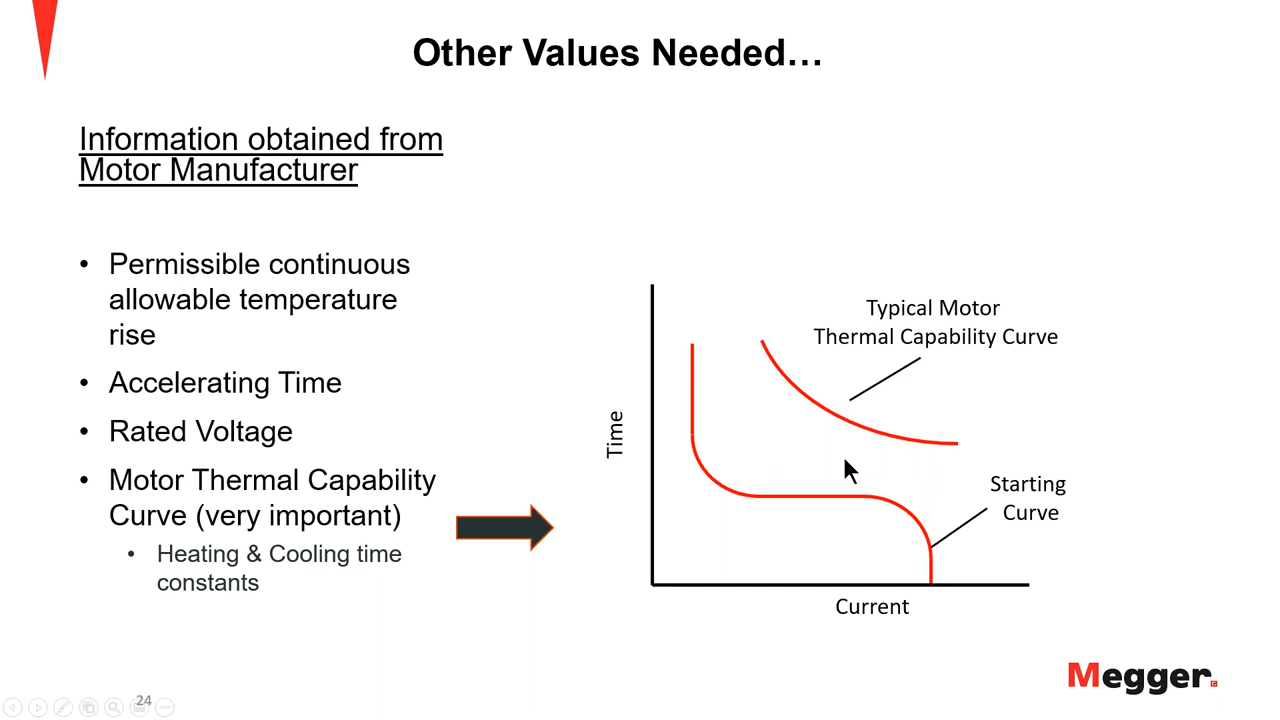 Other Values Needed…
Information obtained from
Motor Manufacturer
• Permissible continuous
allowable temperature
rise
• Accelerating Time
• Rated Voltage
• Motor Thermal Capability
Curve (very important)
• Heating & Cooling time
constants
Typical Motor
Thermal Capability Curve
Time
Starting
Curve
Current
Megger
24